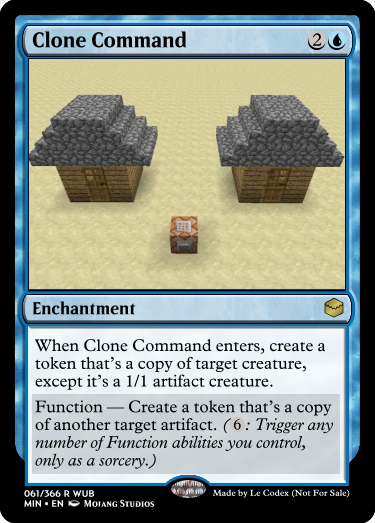 Clone Command 2
Enchantment
When Clone Command enters, create a
token that's a copy of target creature,
except it's a 1/1 artifact creature.
Function — Create a token that's a copy
of another target artifact. (6: Trigger any
number of Function abilities you control,
only as a sorcery.)
061/366 R WUB
MIN • EN Mojang Studios
Made by Le Codex (Not For Sale)